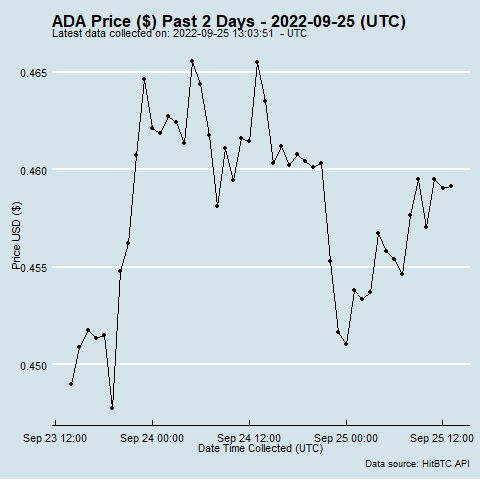 ADA Price ($) Past 2 Days - 2022-09-25 (UTC)
Latest data collected on: 2022-09-25 13:03:51 - UTC
0.465
0.460
0.455
0.450
Price USD ($)
Sep 23 12:00 Sep 24 00:00 Sep 24 12:00 Sep 25 00:00 Sep 25 12:00
Date Time Collected (UTC)
Data source: HitBTC API